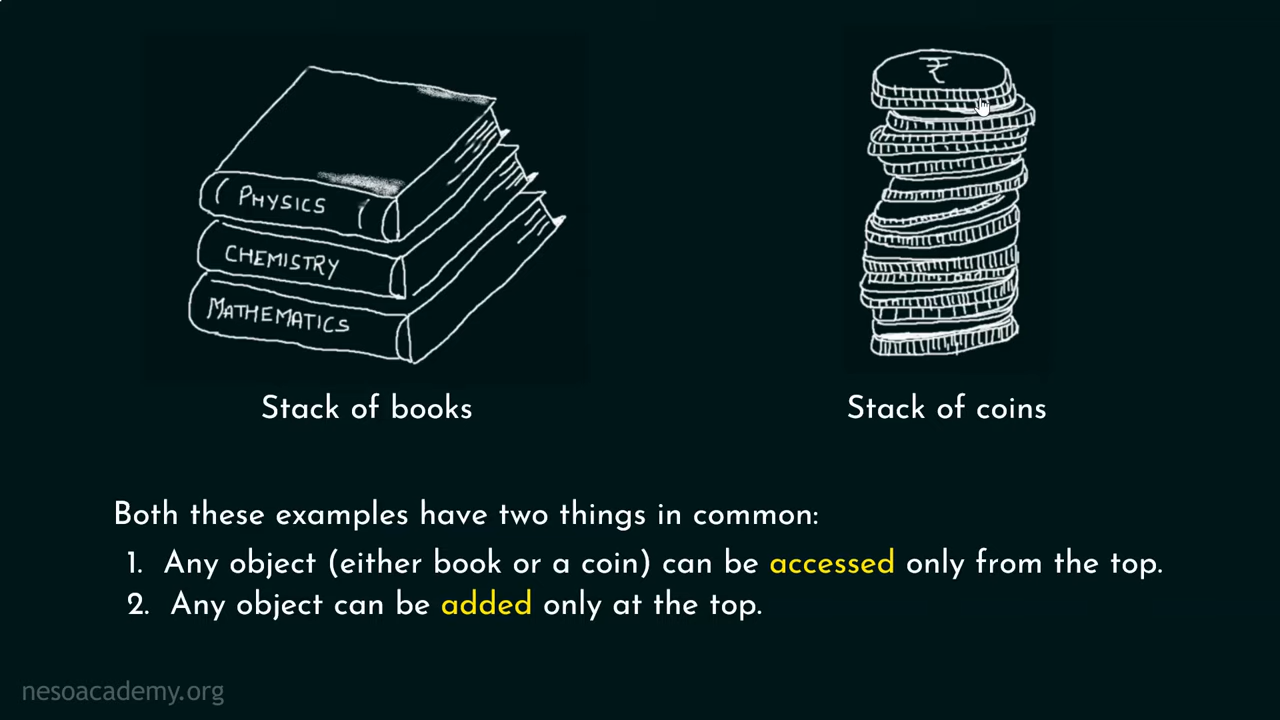 PHYSICS
CHEMISTRY
MATHEMATICS
₹
Stack of books
Stack of coins
Both these examples have two things in common:
1. Any object (either book or a coin) can be accessed only from the top.
2. Any object can be added only at the top.
nesoacademy.org